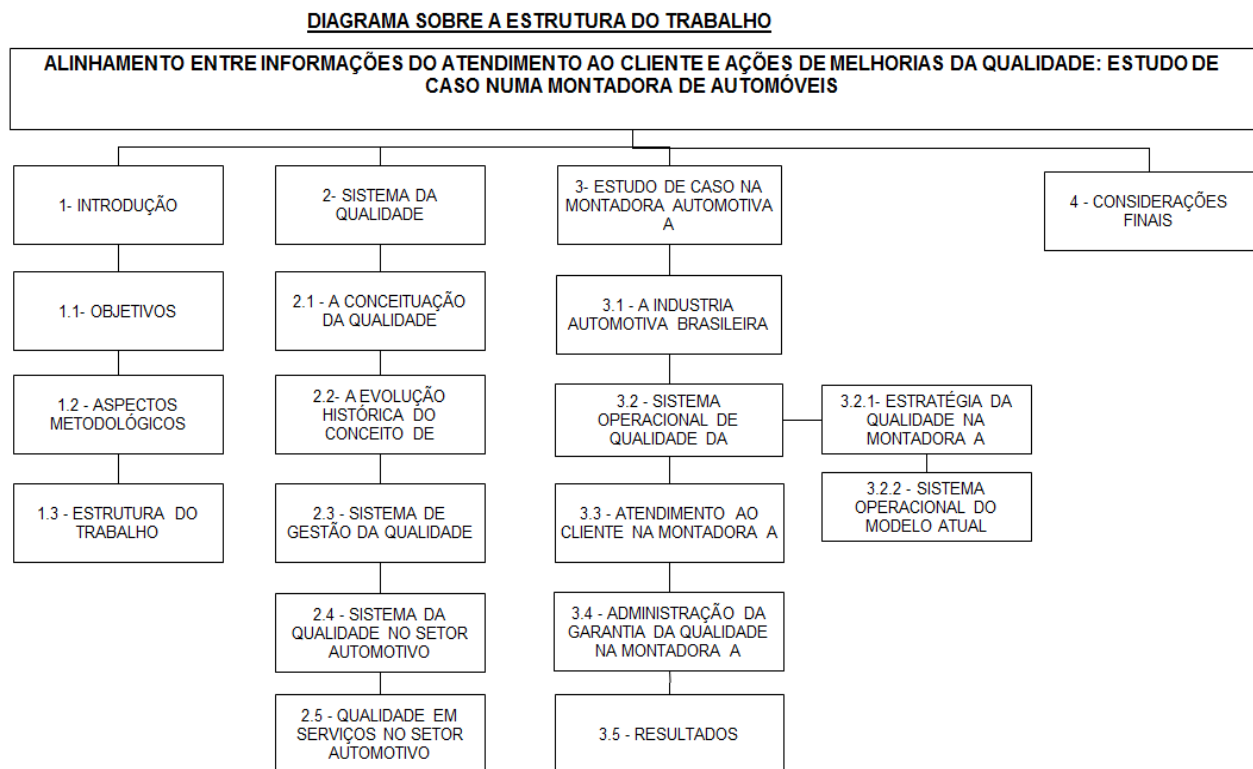 DIAGRAMA SOBRE A ESTRUTURA DO TRABALHO
ALINHAMENTO ENTRE INFORMAÇÕES DO ATENDIMENTO AO CLIENTE E AÇÕES DE MELHORIAS DA QUALIDADE: ESTUDO DE
CASO NUMA MONTADORA DE AUTOMÓVEIS
1- INTRODUÇÃO
1.1- OBJETIVOS
1.2 - ASPECTOS
METODOLÓGICOS
1.3 - ESTRUTURA DO
TRABALHO
2- SISTEMA DA
QUALIDADE
2.1 - A CONCEITUAÇÃO
DA QUALIDADE
2.2- A EVOLUÇÃO
HISTÓRICA DO
CONCEITO DE
2.3 - SISTEMA DE
GESTÃO DA QUALIDADE
2.4 - SISTEMA DA
QUALIDADE NO SETOR
AUTOMOTIVO
2.5 - QUALIDADE EM
SERVIÇOS NO SETOR
AUTOMOTIVO
3- ESTUDO DE CASO NA
MONTADORA AUTOMOTIVA
A
3.1 - A INDUSTRIA
AUTOMOTIVA BRASILEIRA
3.2 - SISTEMA
OPERACIONAL DE
QUALIDADE DA
3.2.1- ESTRATÉGIA DA
QUALIDADE NA
MONTADORA A
3.2.2 - SISTEMA
OPERACIONAL DO
MODELO ATUAL
3.3 - ATENDIMENTO AO
CLIENTE NA MONTADORA A
3.4 - ADMINISTRAÇÃO DA
GARANTIA DA QUALIDADE
NA MONTADORA A
3.5 - RESULTADOS
4 - CONSIDERAÇÕES
FINAIS